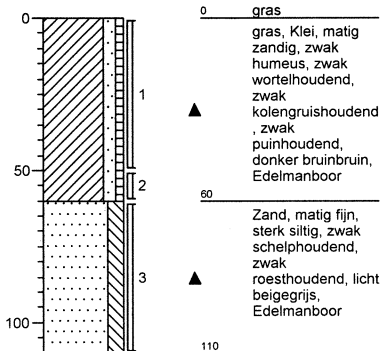 0
50
100
1
2
3
0 gras
gras, Klei, matig
zandig, zwak
humeus, zwak
wortelhoudend,
zwak
kolengruishoudend
, zwak
puinhoudend,
donker bruinbruin,
Edelmanboor
60
Zand, matig fijn,
sterk siltig, zwak
schelphoudend,
zwak
roesthoudend, licht
beigegrijs,
Edelmanboor
110